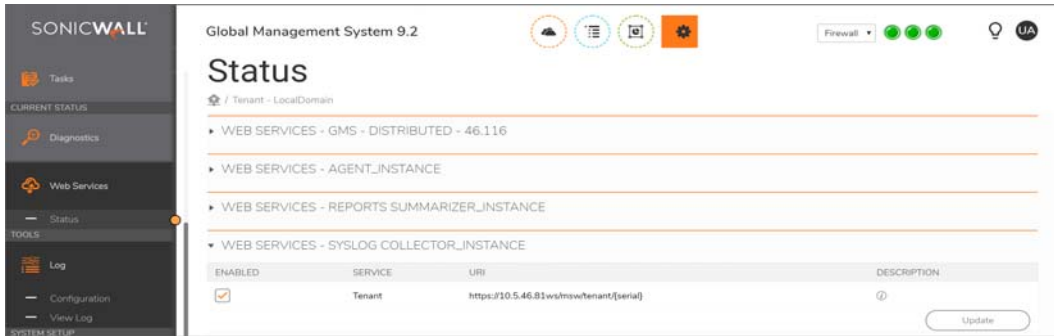 SONICWALL
Global Management System 9.2
Firewall
UA
Tasks
CURRENT STATUS
Diagnostics
Web Services
Status
TOOLS
Log
Configuration
View Log
SYSTEM SETUP
Status
/ Tenant - LocalDomain
WEB SERVICES - GMS - DISTRIBUTED - 46.116
WEB SERVICES - AGENT_INSTANCE
WEB SERVICES - REPORTS SUMMARIZER_INSTANCE
WEB SERVICES - SYSLOG COLLECTOR_INSTANCE
ENABLED SERVICE URI DESCRIPTION
Tenant https://10.5.46.81ws/msw/tenant/{serial}
Update